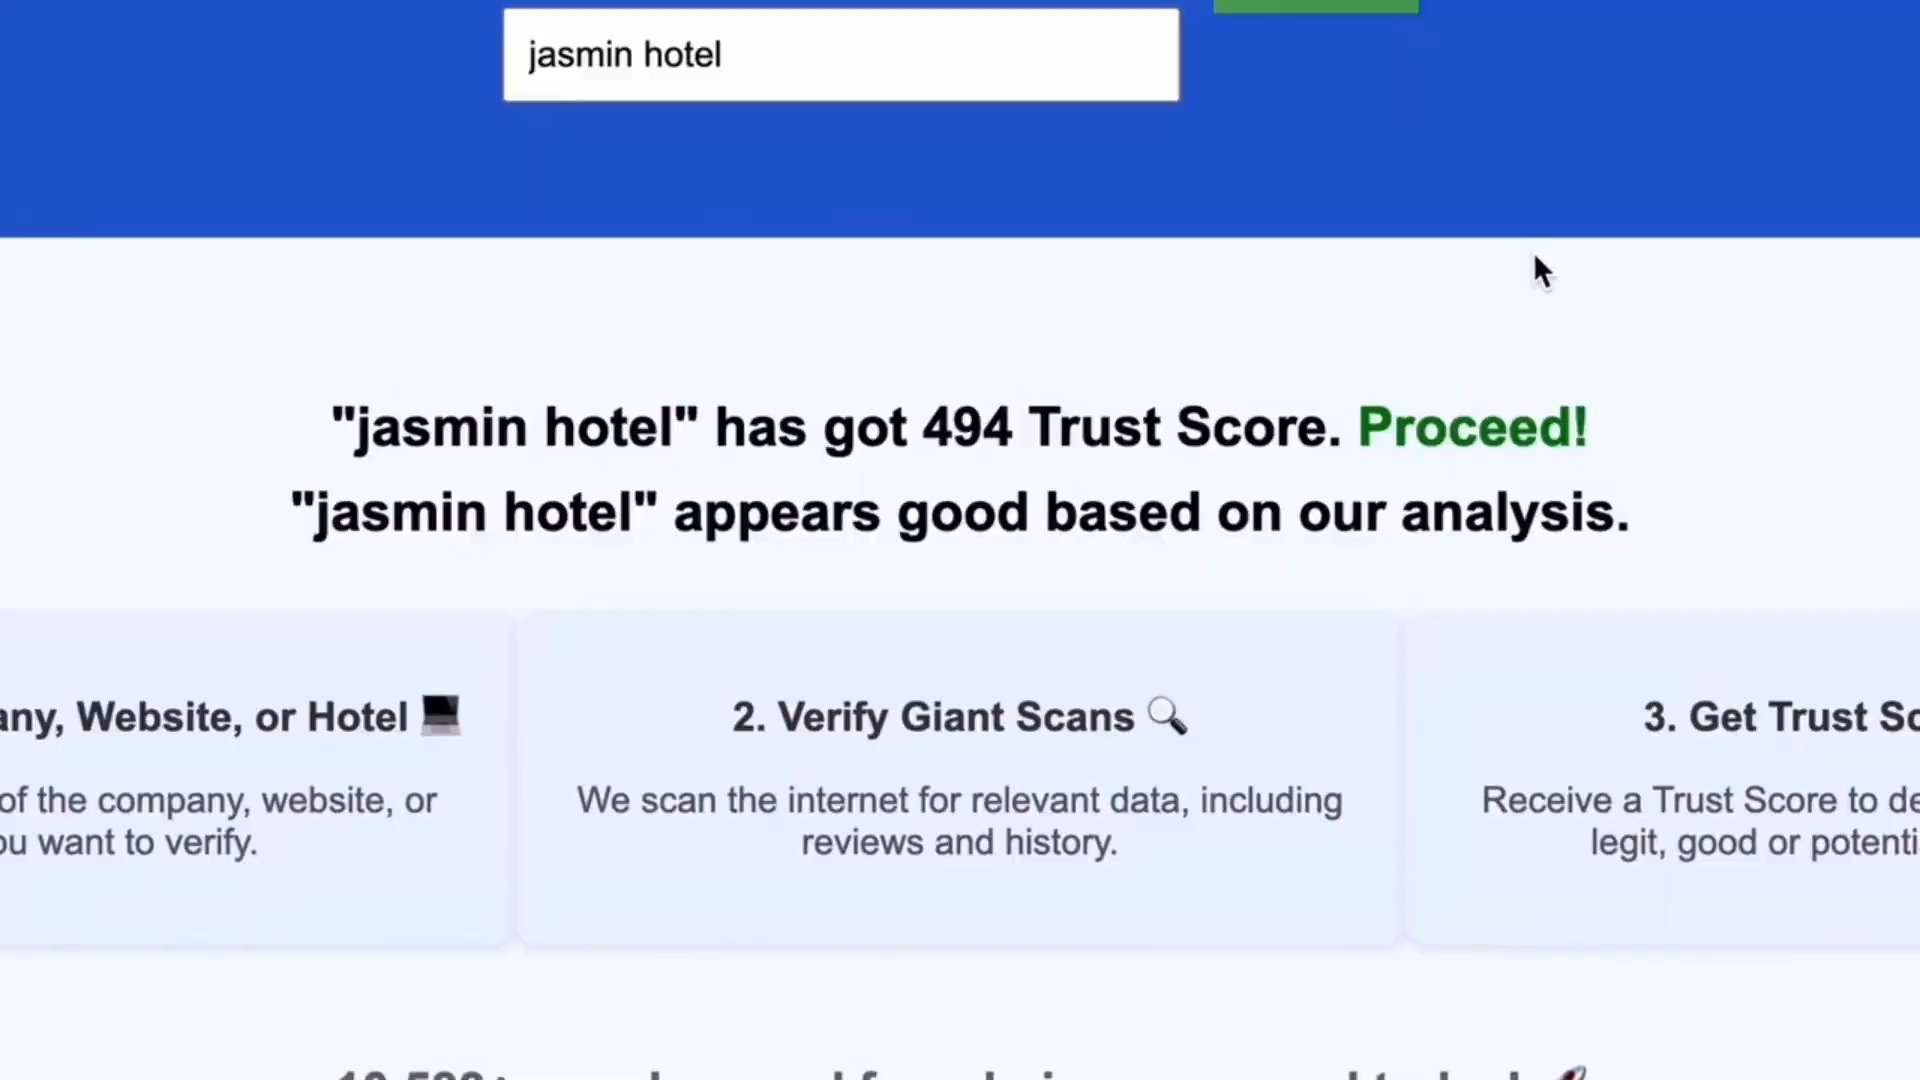 jasmin hotel
"jasmin hotel" has got 494 Trust Score. Proceed!
"jasmin hotel" appears good based on our analysis.
any, Website, or Hotel 💻
of the company, website, or
ou want to verify.
2. Verify Giant Scans 🔍
We scan the internet for relevant data, including
reviews and history.
3. Get Trust Sc
Receive a Trust Score to de
legit, good or potenti